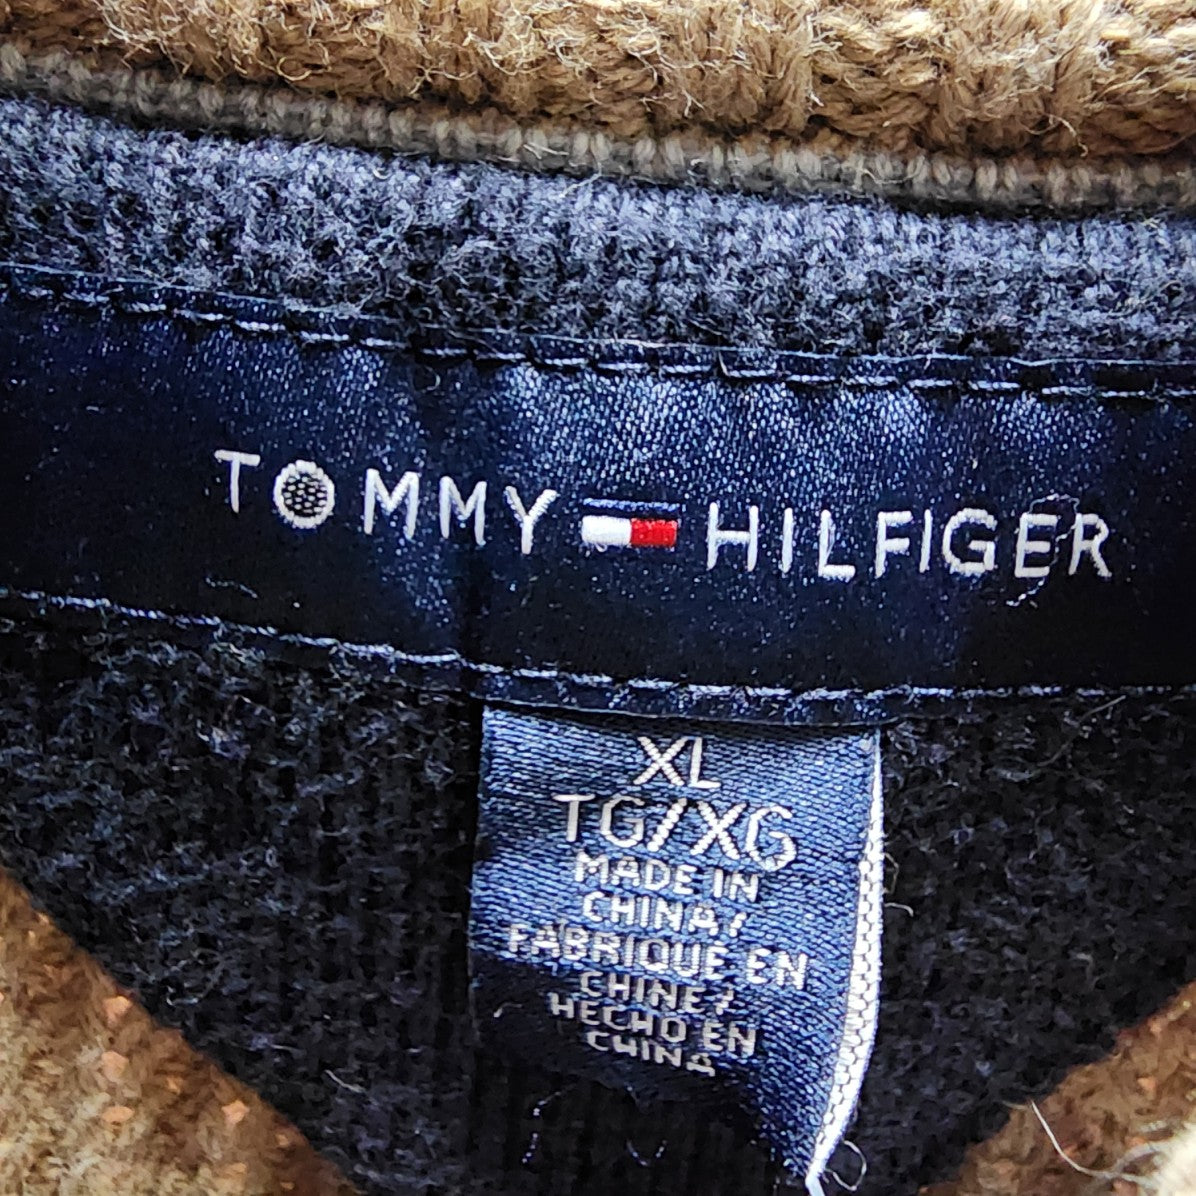 TOMMY HILFIGER
XL
TG/XG
MADE IN
CHINA/
FABRIQUE EN
CHINE/
HECHO EN
CHINA